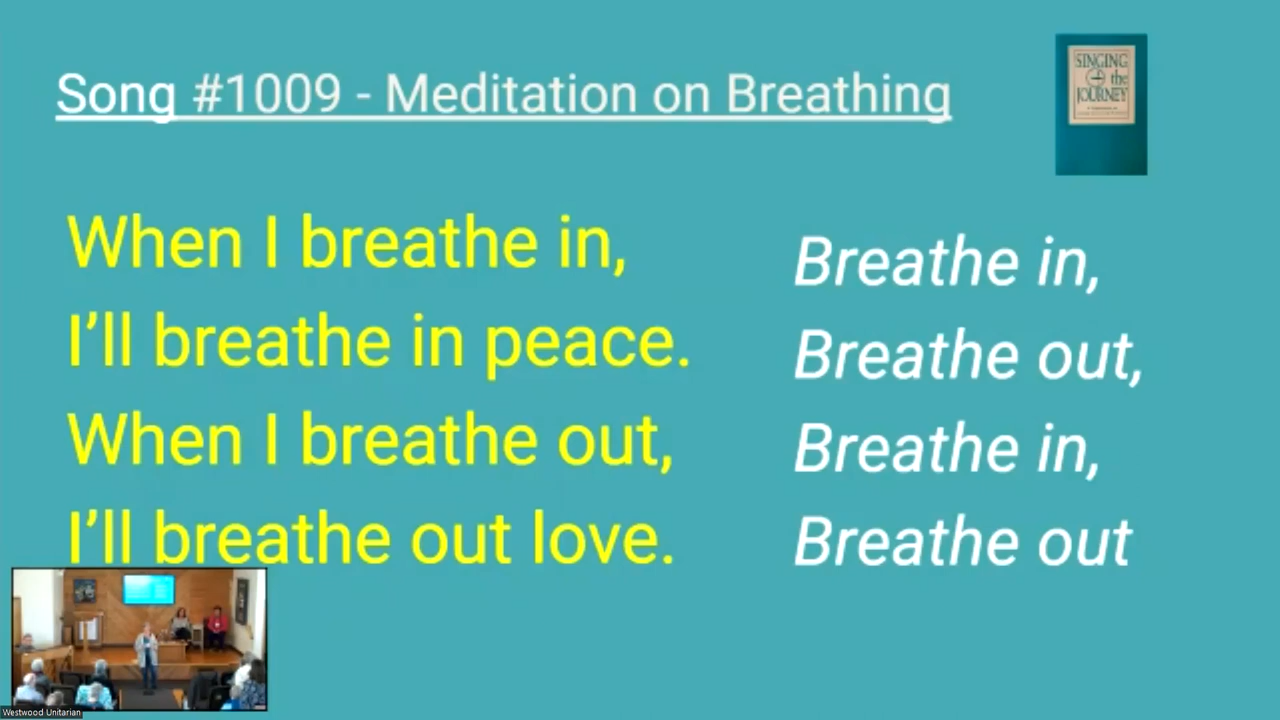 Song #1009 - Meditation on Breathing
SINGING
the
JOURNEY
When I breathe in,
I’ll breathe in peace.
When I breathe out,
I’ll breathe out love.
Breathe in,
Breathe out,
Breathe in,
Breathe out
Westwood Unitarian